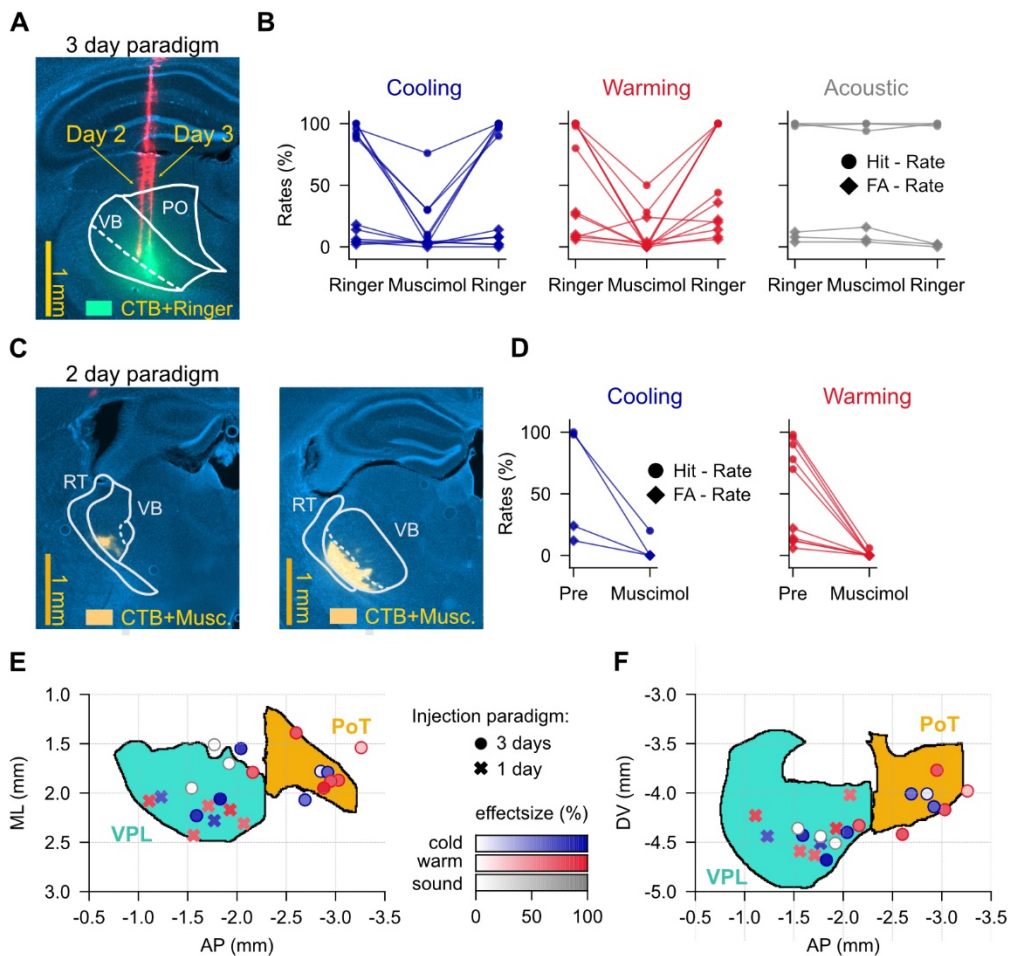 A
3 day paradigm
Day 2
Day 3
VB
PO
1 mm
CTB+Ringer
B
Cooling
Warming
Acoustic
Rates (%)
100
50
0
Hit - Rate
FA - Rate
Ringer Muscimol Ringer
Ringer Muscimol Ringer
Ringer Muscimol Ringer
C
2 day paradigm
RT
VB
1 mm
CTB+Musc.
RT
VB
1 mm
CTB+Musc.
D
Cooling
Warming
Rates (%)
100
50
0
Hit - Rate
FA - Rate
Pre Muscimol
Pre Muscimol
E
ML (mm)
1.0
1.5
2.0
2.5
3.0
PoT
VPL
-0.5 -1.0 -1.5 -2.0 -2.5 -3.0 -3.5
AP (mm)
Injection paradigm:
3 days
1 day
effectsize (%)
cold
warm
sound
0 50 100
F
DV (mm)
-3.0
-3.5
-4.0
-4.5
-5.0
PoT
VPL
-0.5 -1.0 -1.5 -2.0 -2.5 -3.0 -3.5
AP (mm)